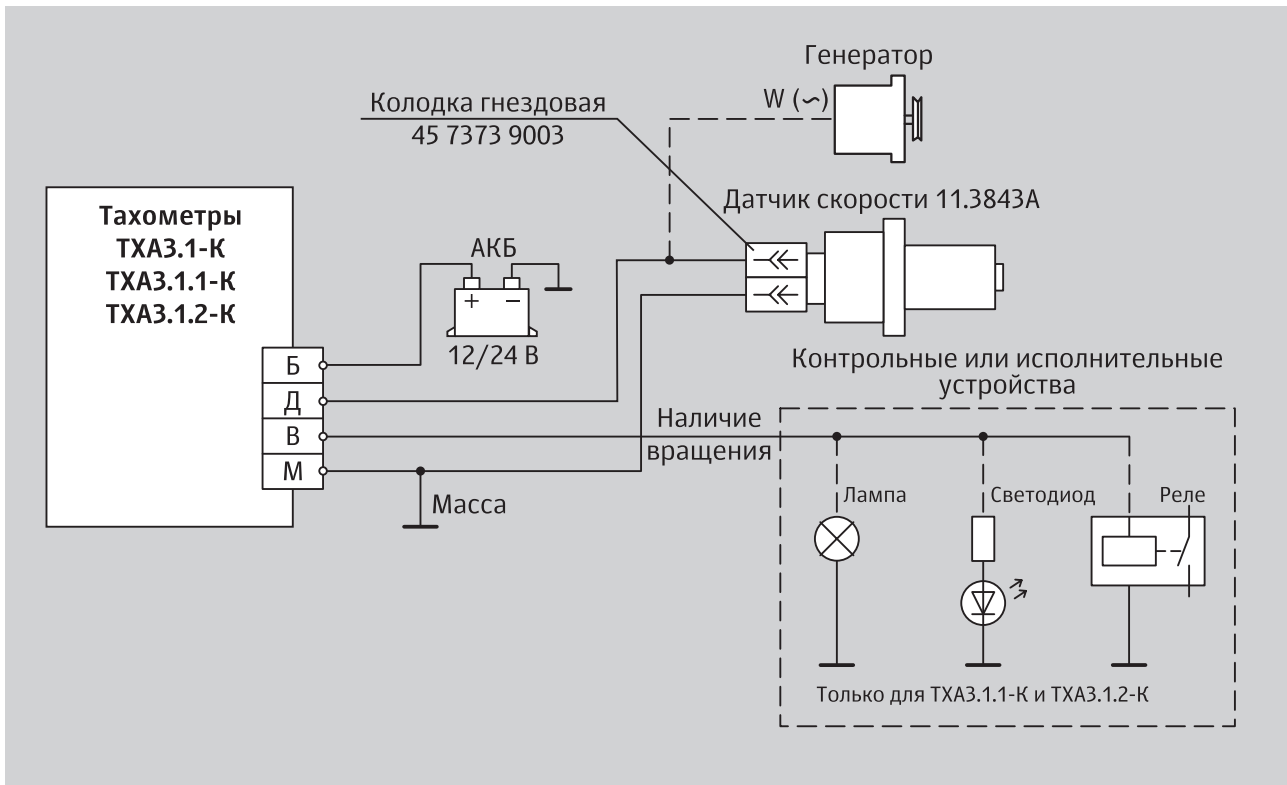 Генератор
W (~)
Колодка гнездовая
45 7373 9003
Датчик скорости 11.3843А
Тахометры
ТХА3.1-К
ТХА3.1.1-К
ТХА3.1.2-К
АКБ
+ −
12/24 В
Б
Д
В
М
Масса
Наличие
вращения
Контрольные или исполнительные
устройства
Лампа
Светодиод
Реле
Только для ТХА3.1.1-К и ТХА3.1.2-К